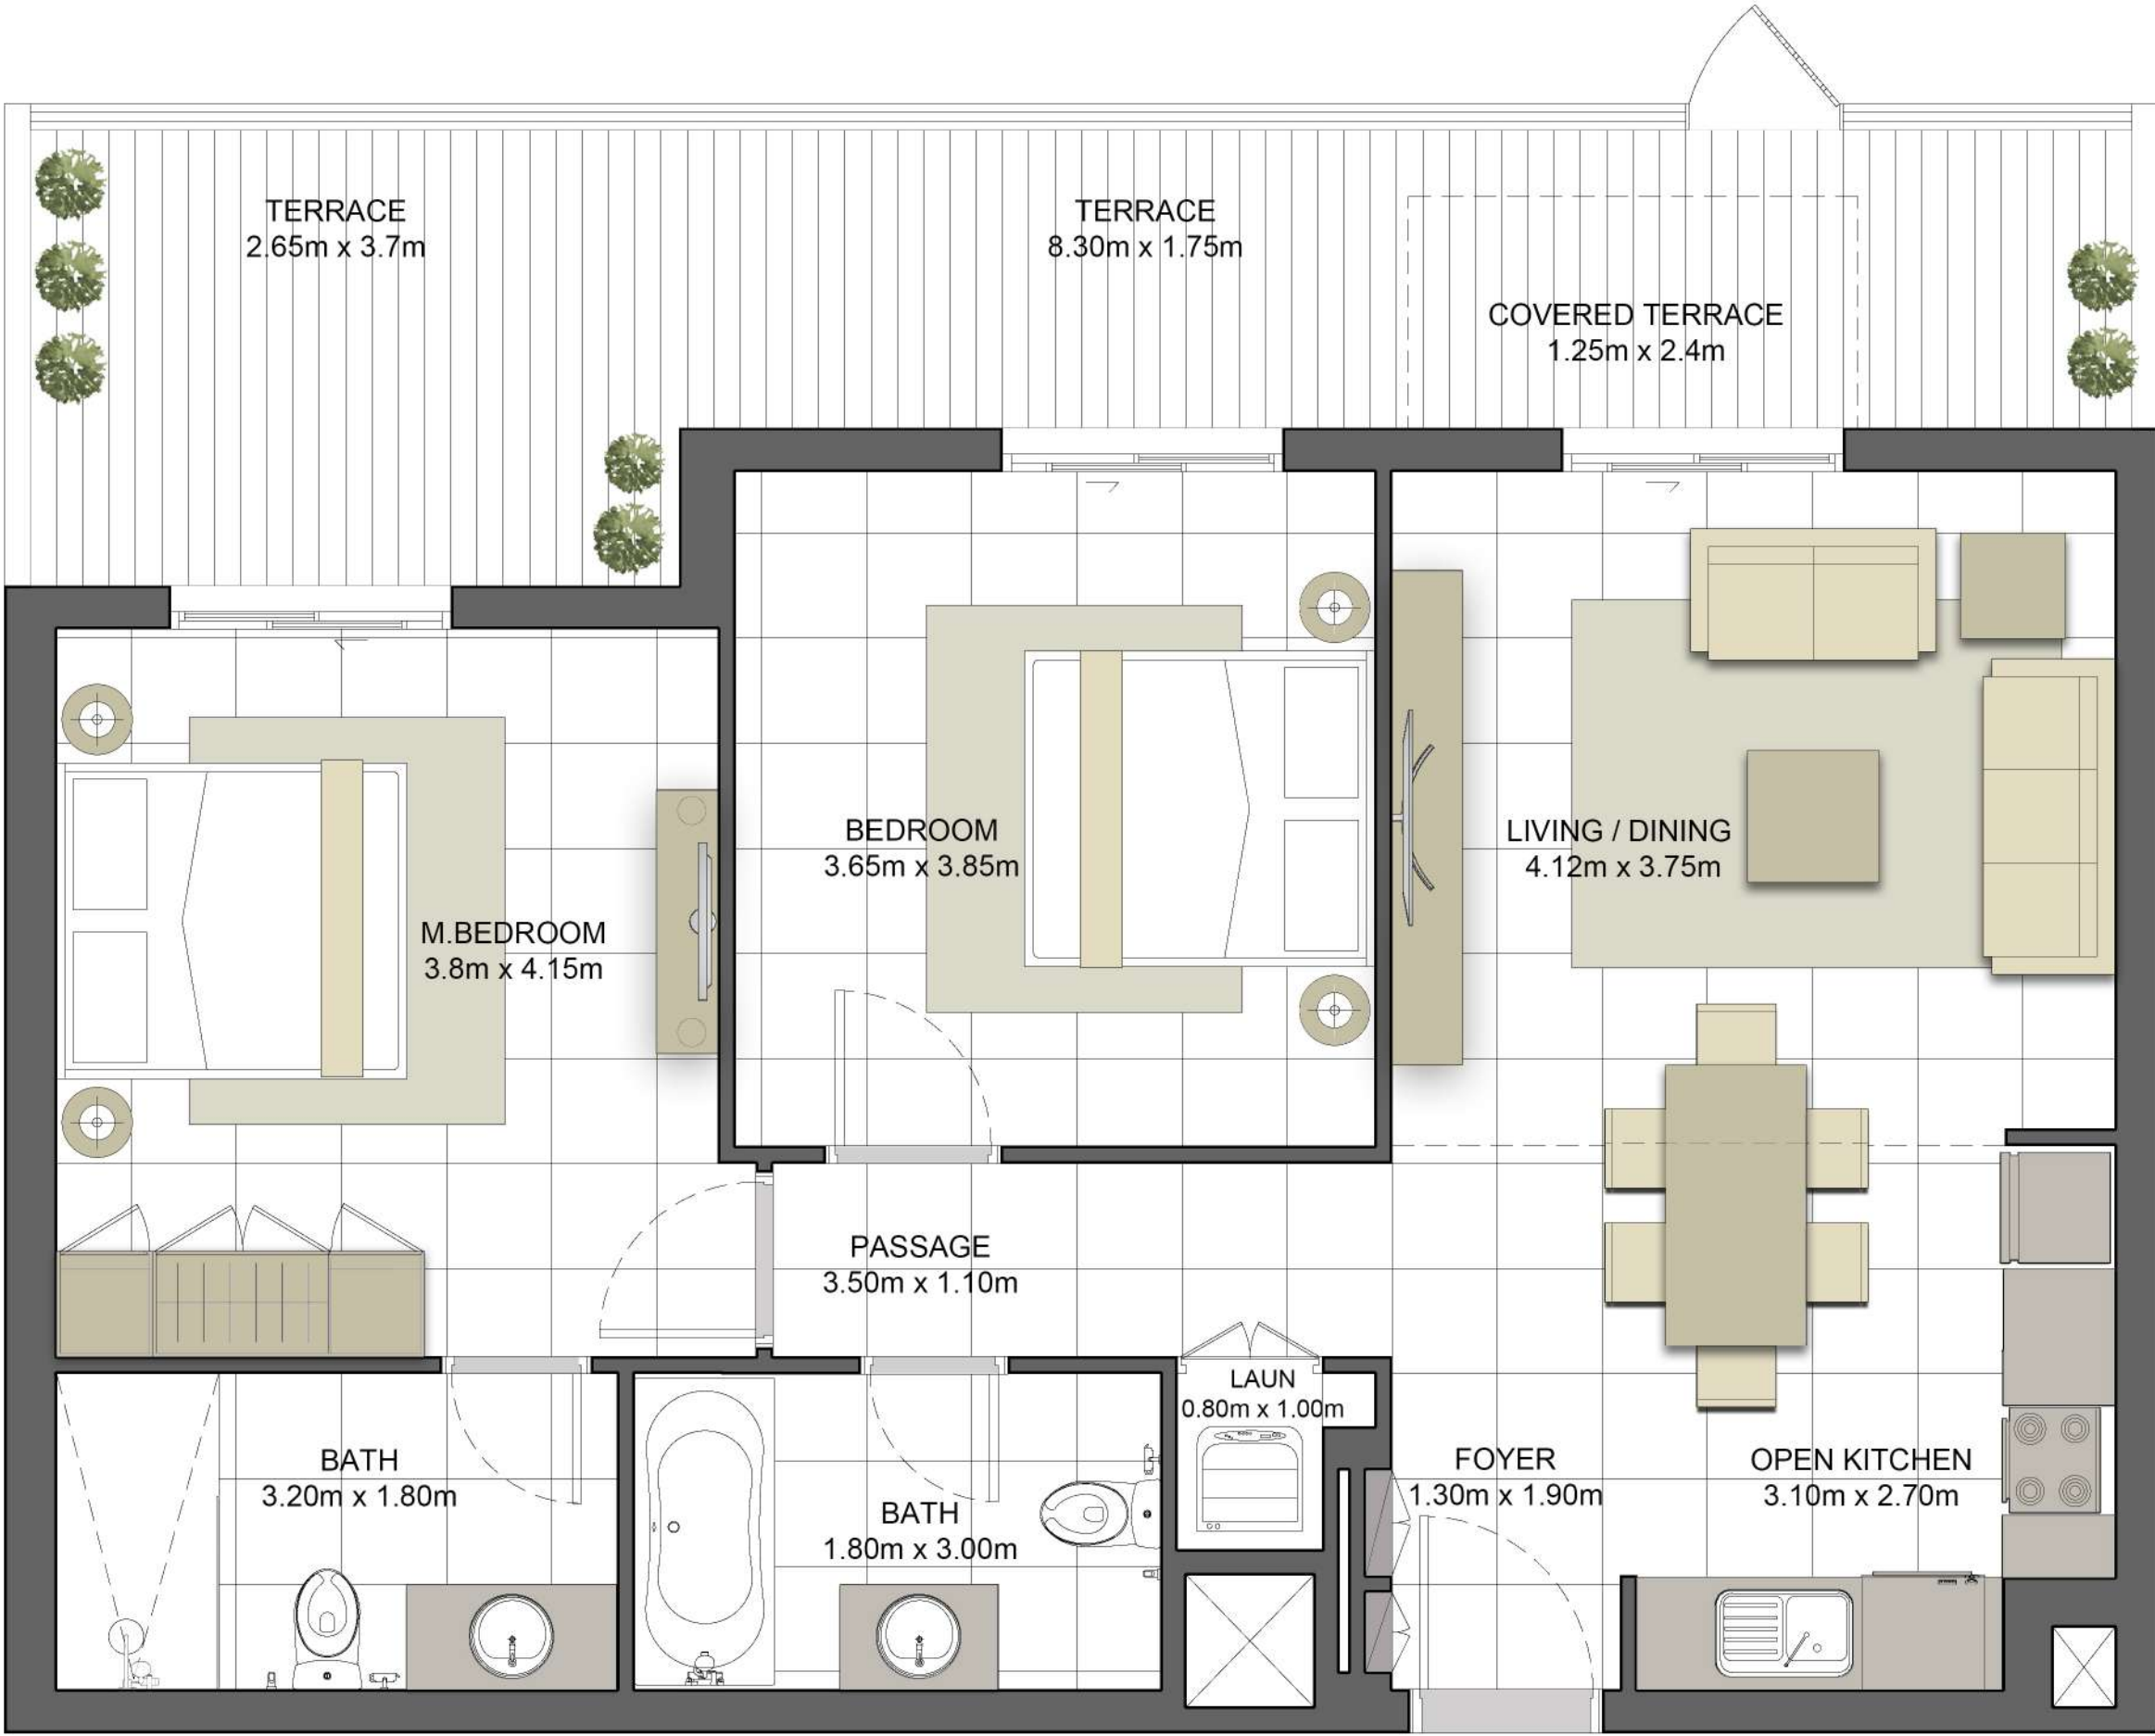 TERRACE
2.65m x 3.7m
TERRACE
8.30m x 1.75m
COVERED TERRACE
1.25m x 2.4m
BEDROOM
3.65m x 3.85m
LIVING / DINING
4.12m x 3.75m
M.BEDROOM
3.8m x 4.15m
PASSAGE
3.50m x 1.10m
LAUN
0.80m x 1.00m
BATH
3.20m x 1.80m
BATH
1.80m x 3.00m
FOYER
1.30m x 1.90m
OPEN KITCHEN
3.10m x 2.70m